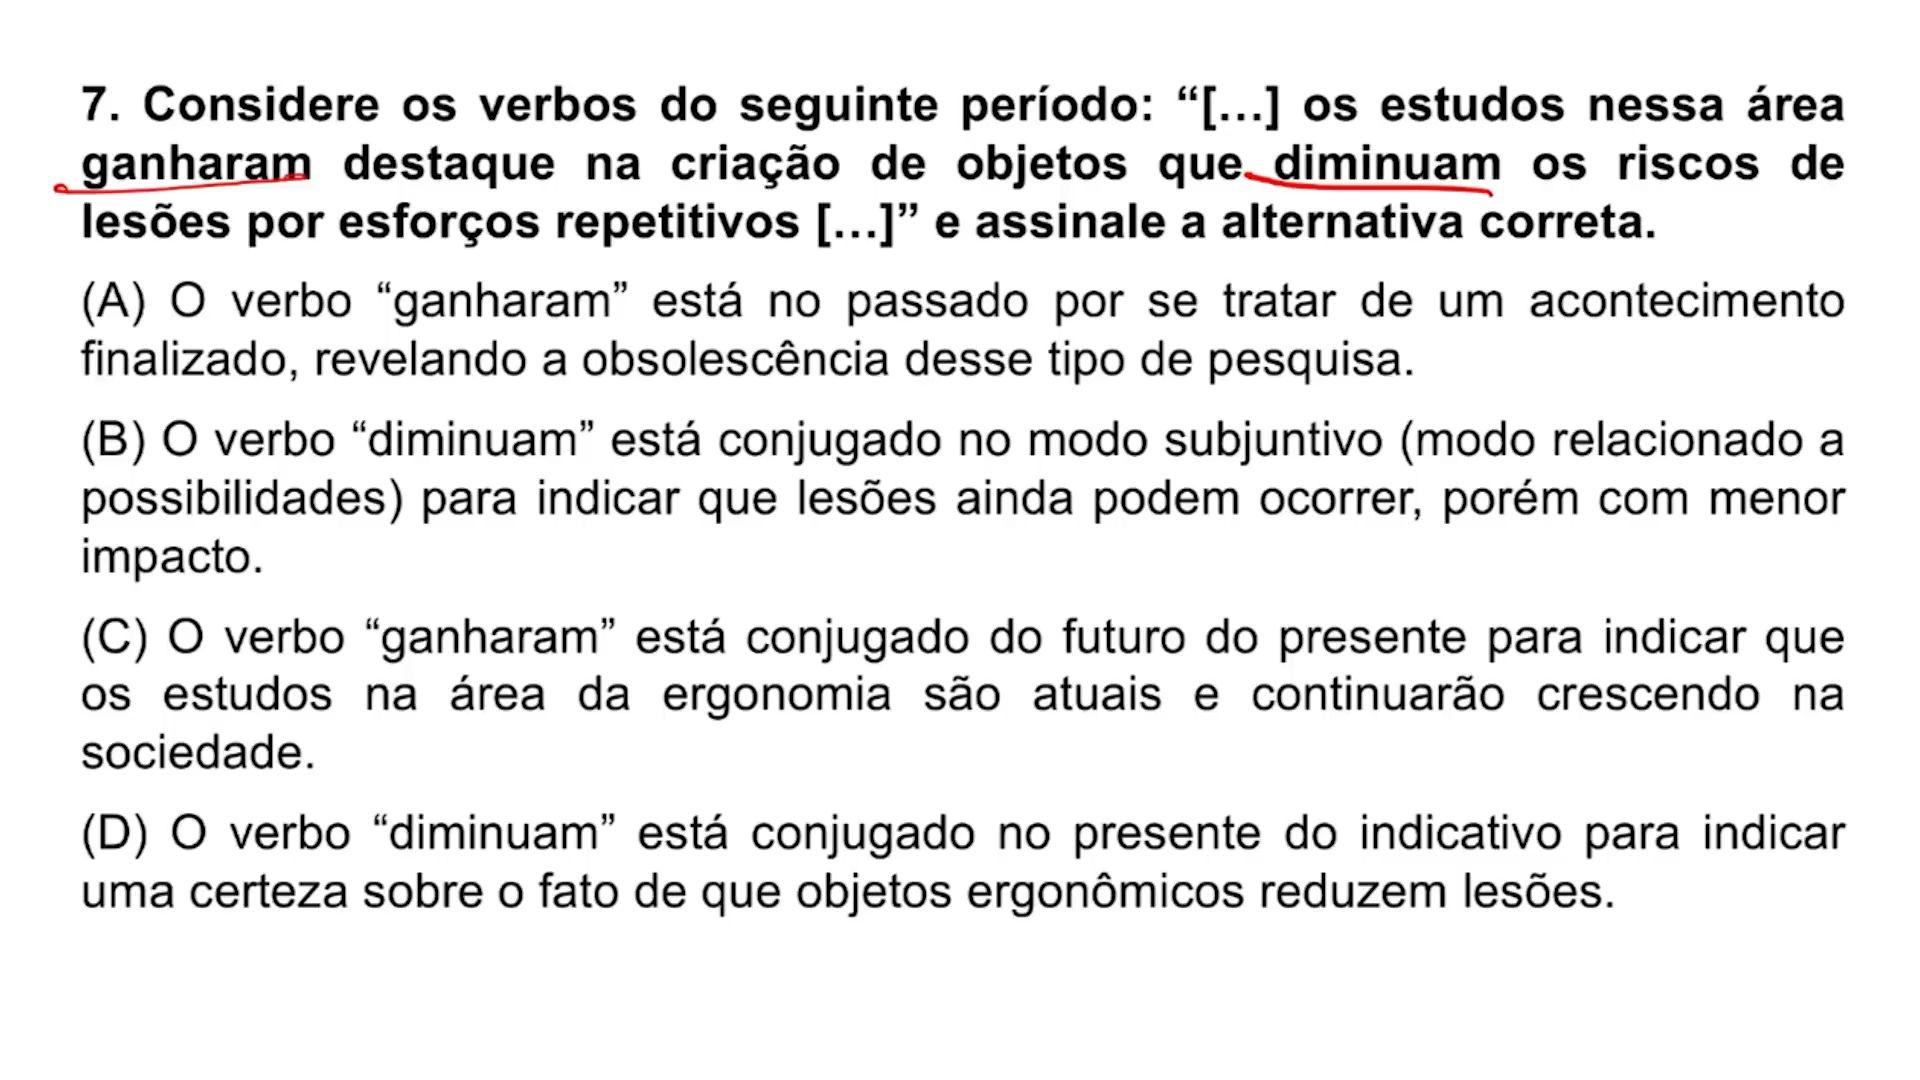 7. Considere os verbos do seguinte período: “[…] os estudos nessa área
ganharam destaque na criação de objetos que diminuam os riscos de
lesões por esforços repetitivos […]” e assinale a alternativa correta.
(A) O verbo “ganharam” está no passado por se tratar de um acontecimento
finalizado, revelando a obsolescência desse tipo de pesquisa.
(B) O verbo “diminuam” está conjugado no modo subjuntivo (modo relacionado a
possibilidades) para indicar que lesões ainda podem ocorrer, porém com menor
impacto.
(C) O verbo “ganharam” está conjugado do futuro do presente para indicar que
os estudos na área da ergonomia são atuais e continuarão crescendo na
sociedade.
(D) O verbo “diminuam” está conjugado no presente do indicativo para indicar
uma certeza sobre o fato de que objetos ergonômicos reduzem lesões.